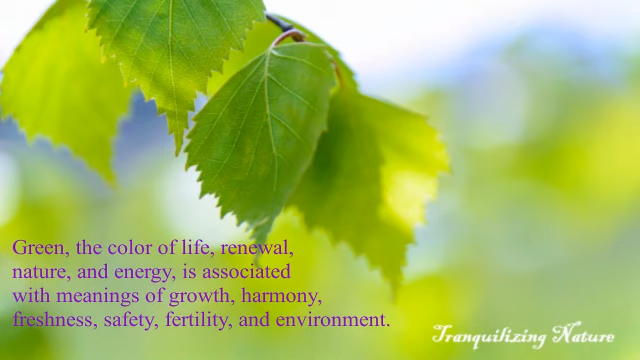 Green, the color of life, renewal,
nature, and energy, is associated
with meanings of growth, harmony,
freshness, safety, fertility, and environment.
Tranquilizing Nature